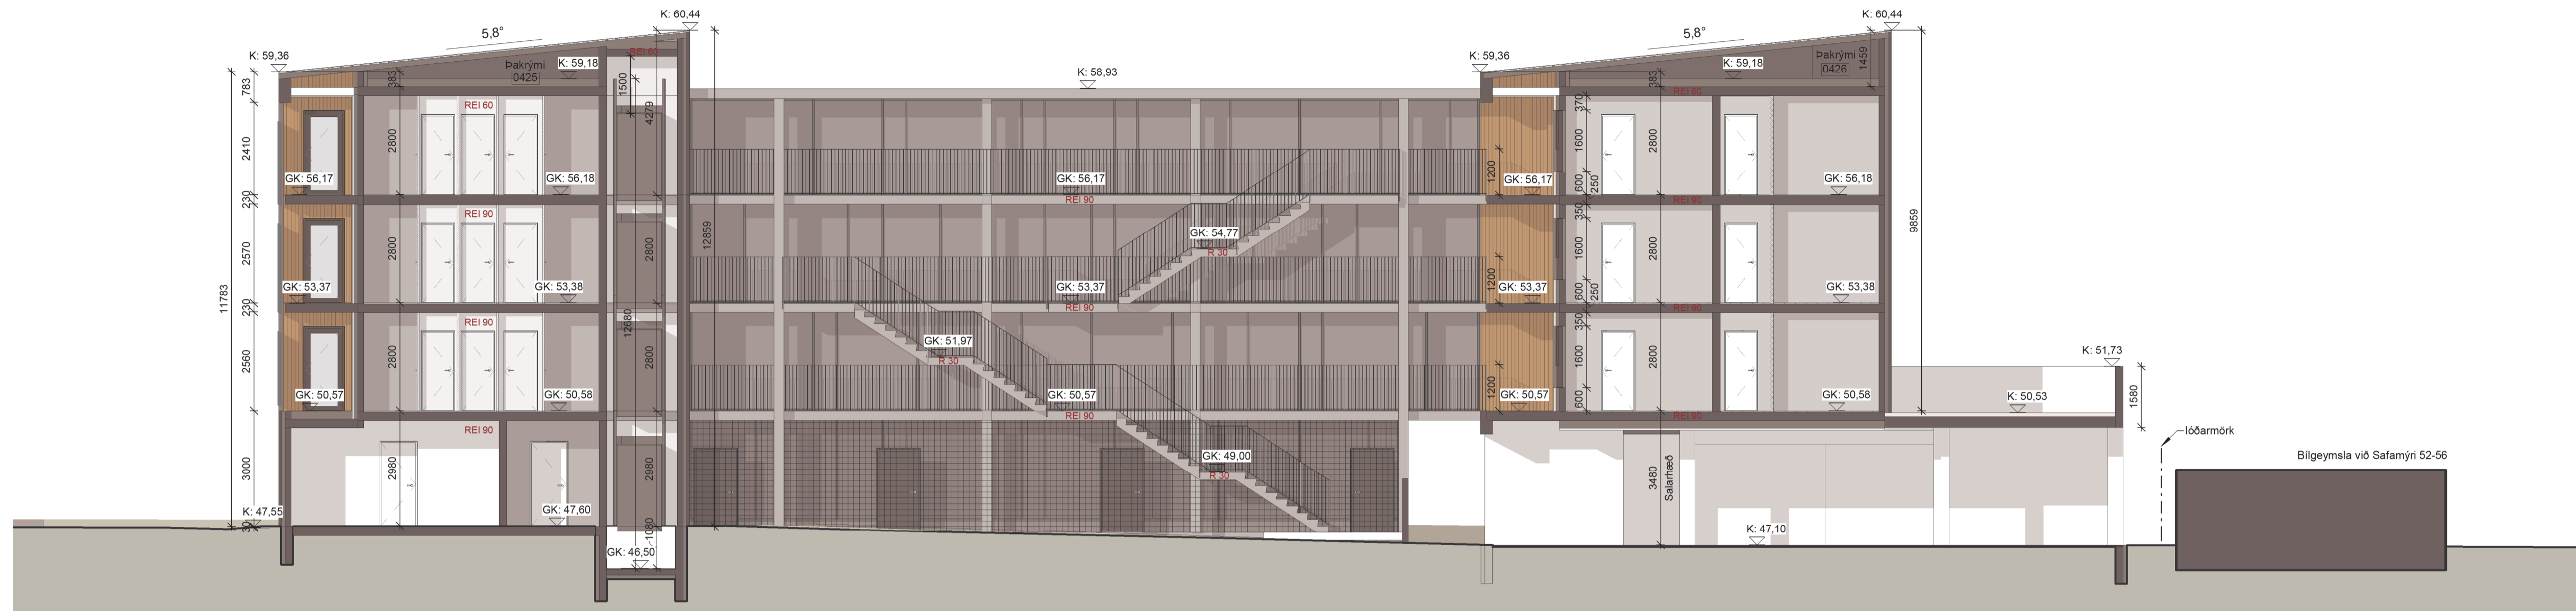 K: 60,44
K: 60,44
5,8°
5,8°
K: 59,36
K: 59,36
REI 60
Þakrými
0425
K: 59,18
K: 59,18
Þakrými
0426
1459
K: 58,93
783
383
1500
4279
383
REI 60
REI 60
370
2410
2800
2800
1600
1200
GK: 56,17
GK: 56,18
GK: 56,17
GK: 56,17
600
250
GK: 56,18
230
REI 90
REI 90
REI 90
350
12859
9859
GK: 54,77
R 30
2570
2800
2800
1600
2800
1200
11783
GK: 53,37
GK: 53,38
GK: 53,37
GK: 53,37
600
250
GK: 53,38
230
12680
REI 90
REI 90
REI 90
350
GK: 51,97
R 30
K: 51,73
2560
2800
2800
1600
2800
1200
1580
GK: 50,57
GK: 50,58
GK: 50,57
GK: 50,57
600
GK: 50,58
K: 50,53
REI 90
REI 90
REI 90
lóðarmörk
Bílgeymsla við Safamýri 52-56
GK: 49,00
R 30
3000
2980
2980
3480
Salarhæð
K: 47,55
GK: 47,60
30
1080
K: 47,10
GK: 46,50